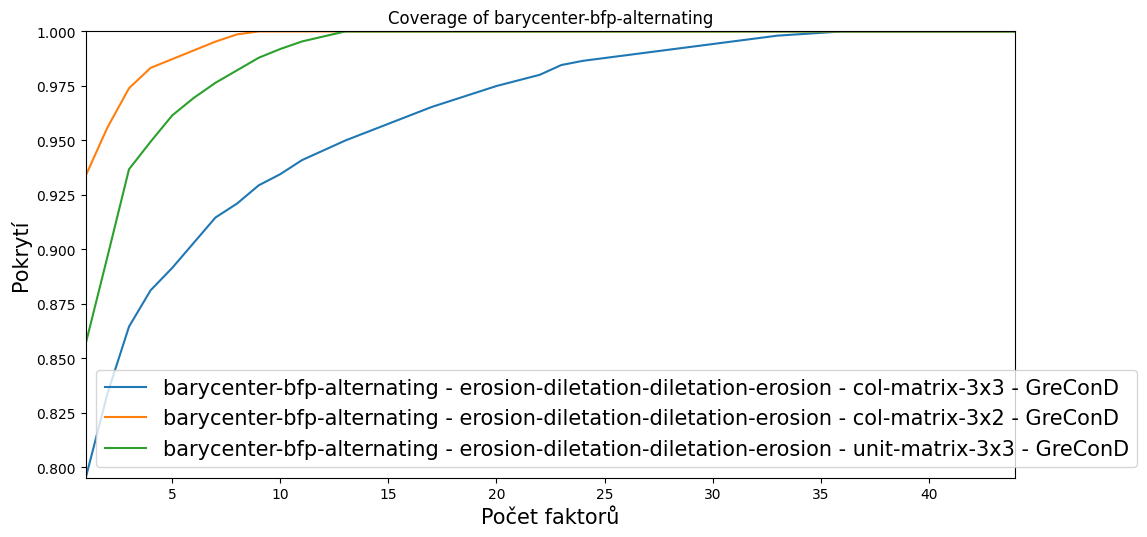 Coverage of barycenter-bfp-alternating
1.000
0.975
0.950
0.925
0.900
0.875
0.850
0.825
0.800
Pokrytí
barycenter-bfp-alternating - erosion-diletation-diletation-erosion - col-matrix-3x3 - GreConD
barycenter-bfp-alternating - erosion-diletation-diletation-erosion - col-matrix-3x2 - GreConD
barycenter-bfp-alternating - erosion-diletation-diletation-erosion - unit-matrix-3x3 - GreConD
5 10 15 20 25 30 35 40
Počet faktorů